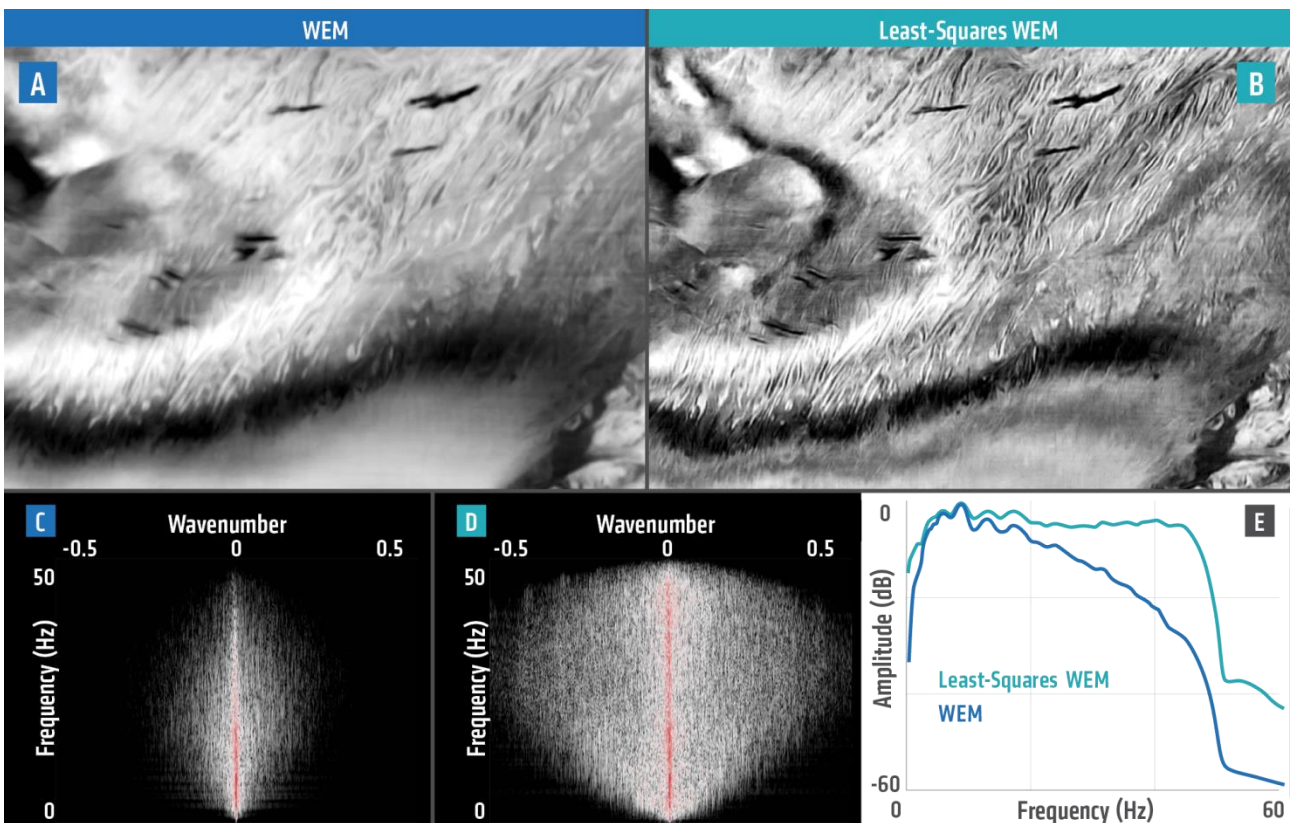 WEM
Least-Squares WEM
A
B
C
Wavenumber
-0.5 0 0.5
50
Frequency (Hz)
0
D
Wavenumber
-0.5 0 0.5
50
Frequency (Hz)
0
E
0
Amplitude (dB)
Least-Squares WEM
WEM
-60
0 Frequency (Hz) 60